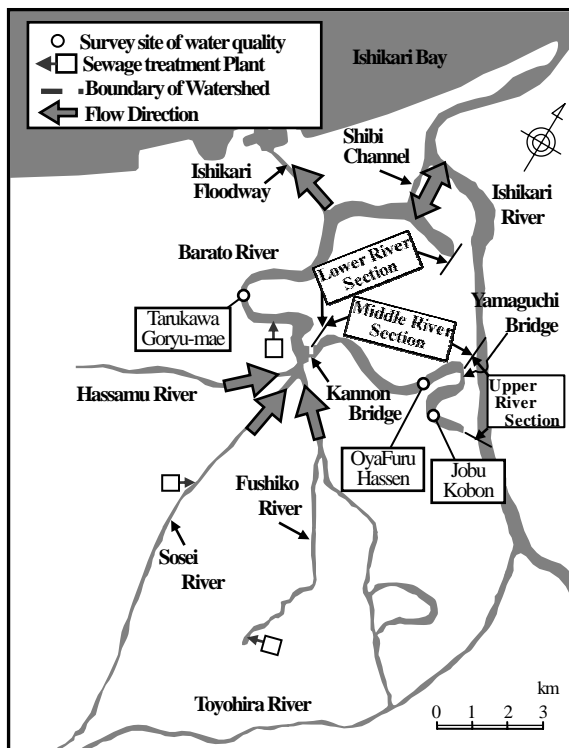 Survey site of water quality
Sewage treatment Plant
Boundary of Watershed
Flow Direction
Ishikari Bay
Shibi
Channel
Ishikari
Floodway
Ishikari
River
Barato River
Lower River
Section
Middle River
Section
Yamaguchi
Bridge
Tarukawa
Goryu-mae
Hassamu River
Kannon
Bridge
Upper
River
Section
OyaFuru
Hassen
Jobu
Kobon
Fushiko
River
Sosei
River
Toyohira River
km
0 1 2 3